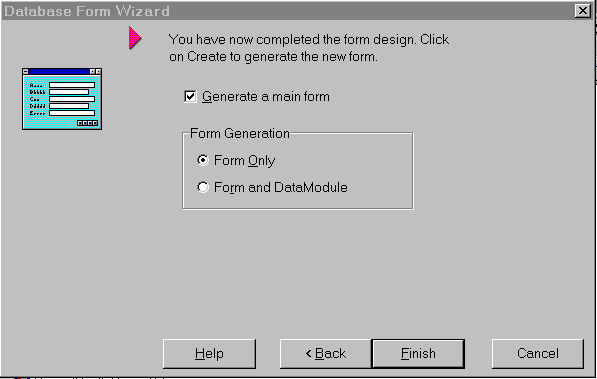 Database Form Wizard
You have now completed the form design. Click
on Create to generate the new form.
Generate a main form
Form Generation
Form Only
Form and DataModule
Help
< Back
Finish
Cancel